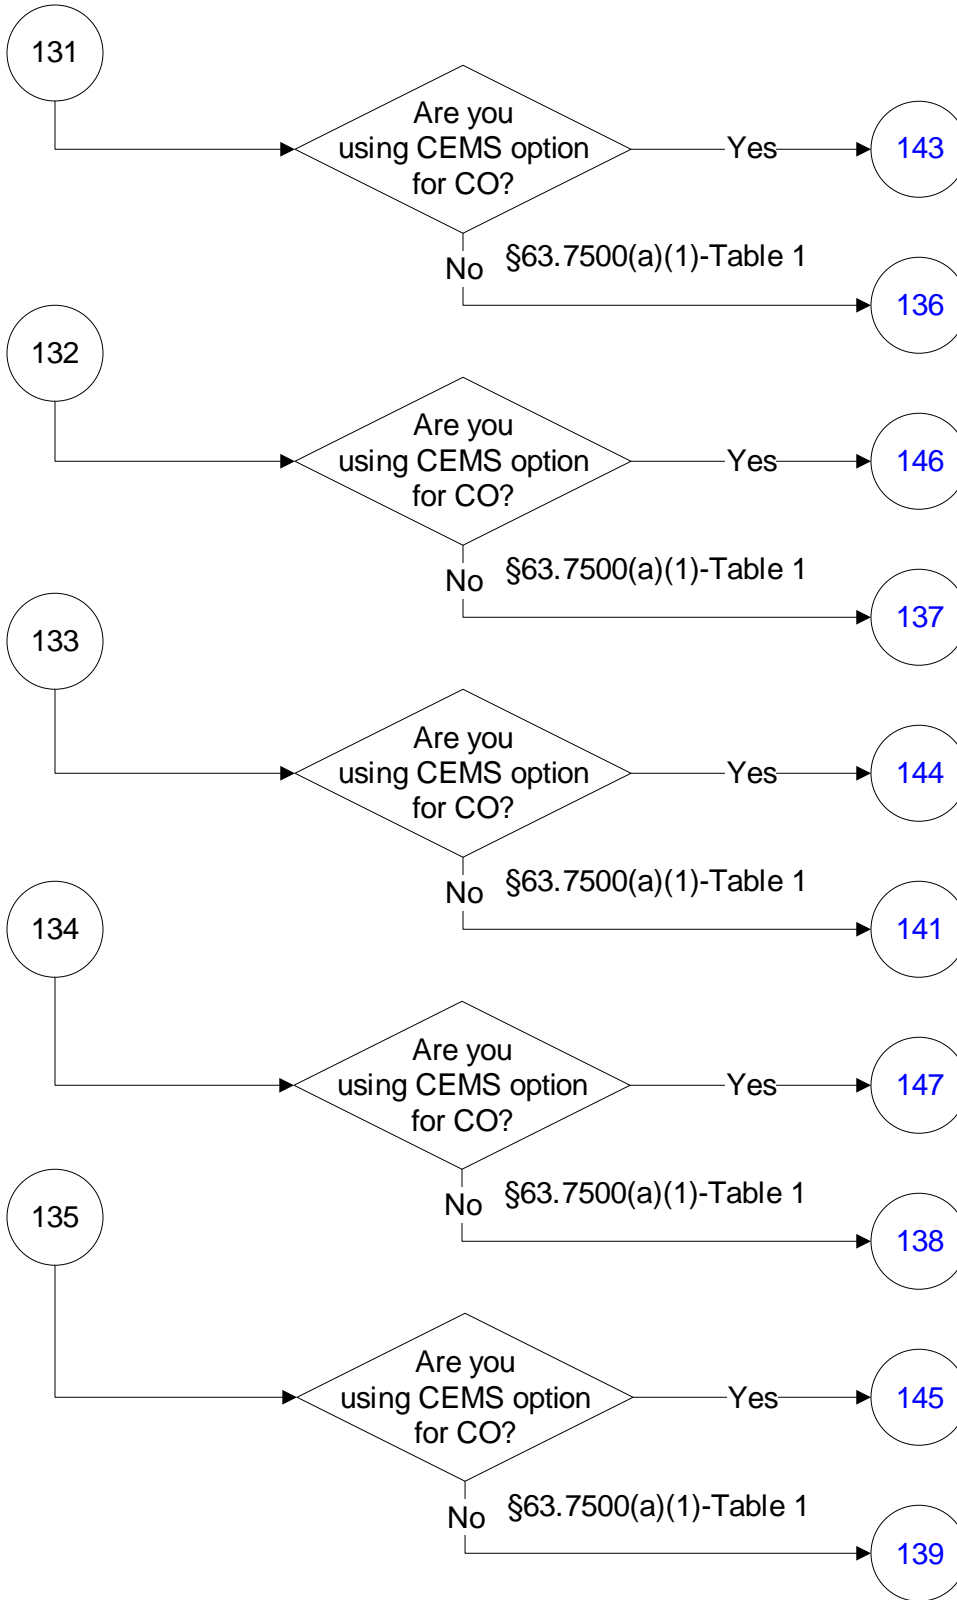 131
Are you
using CEMS option
for CO?
Yes
143
No
§63.7500(a)(1)-Table 1
136
132
Are you
using CEMS option
for CO?
Yes
146
No
§63.7500(a)(1)-Table 1
137
133
Are you
using CEMS option
for CO?
Yes
144
No
§63.7500(a)(1)-Table 1
141
134
Are you
using CEMS option
for CO?
Yes
147
No
§63.7500(a)(1)-Table 1
138
135
Are you
using CEMS option
for CO?
Yes
145
No
§63.7500(a)(1)-Table 1
139